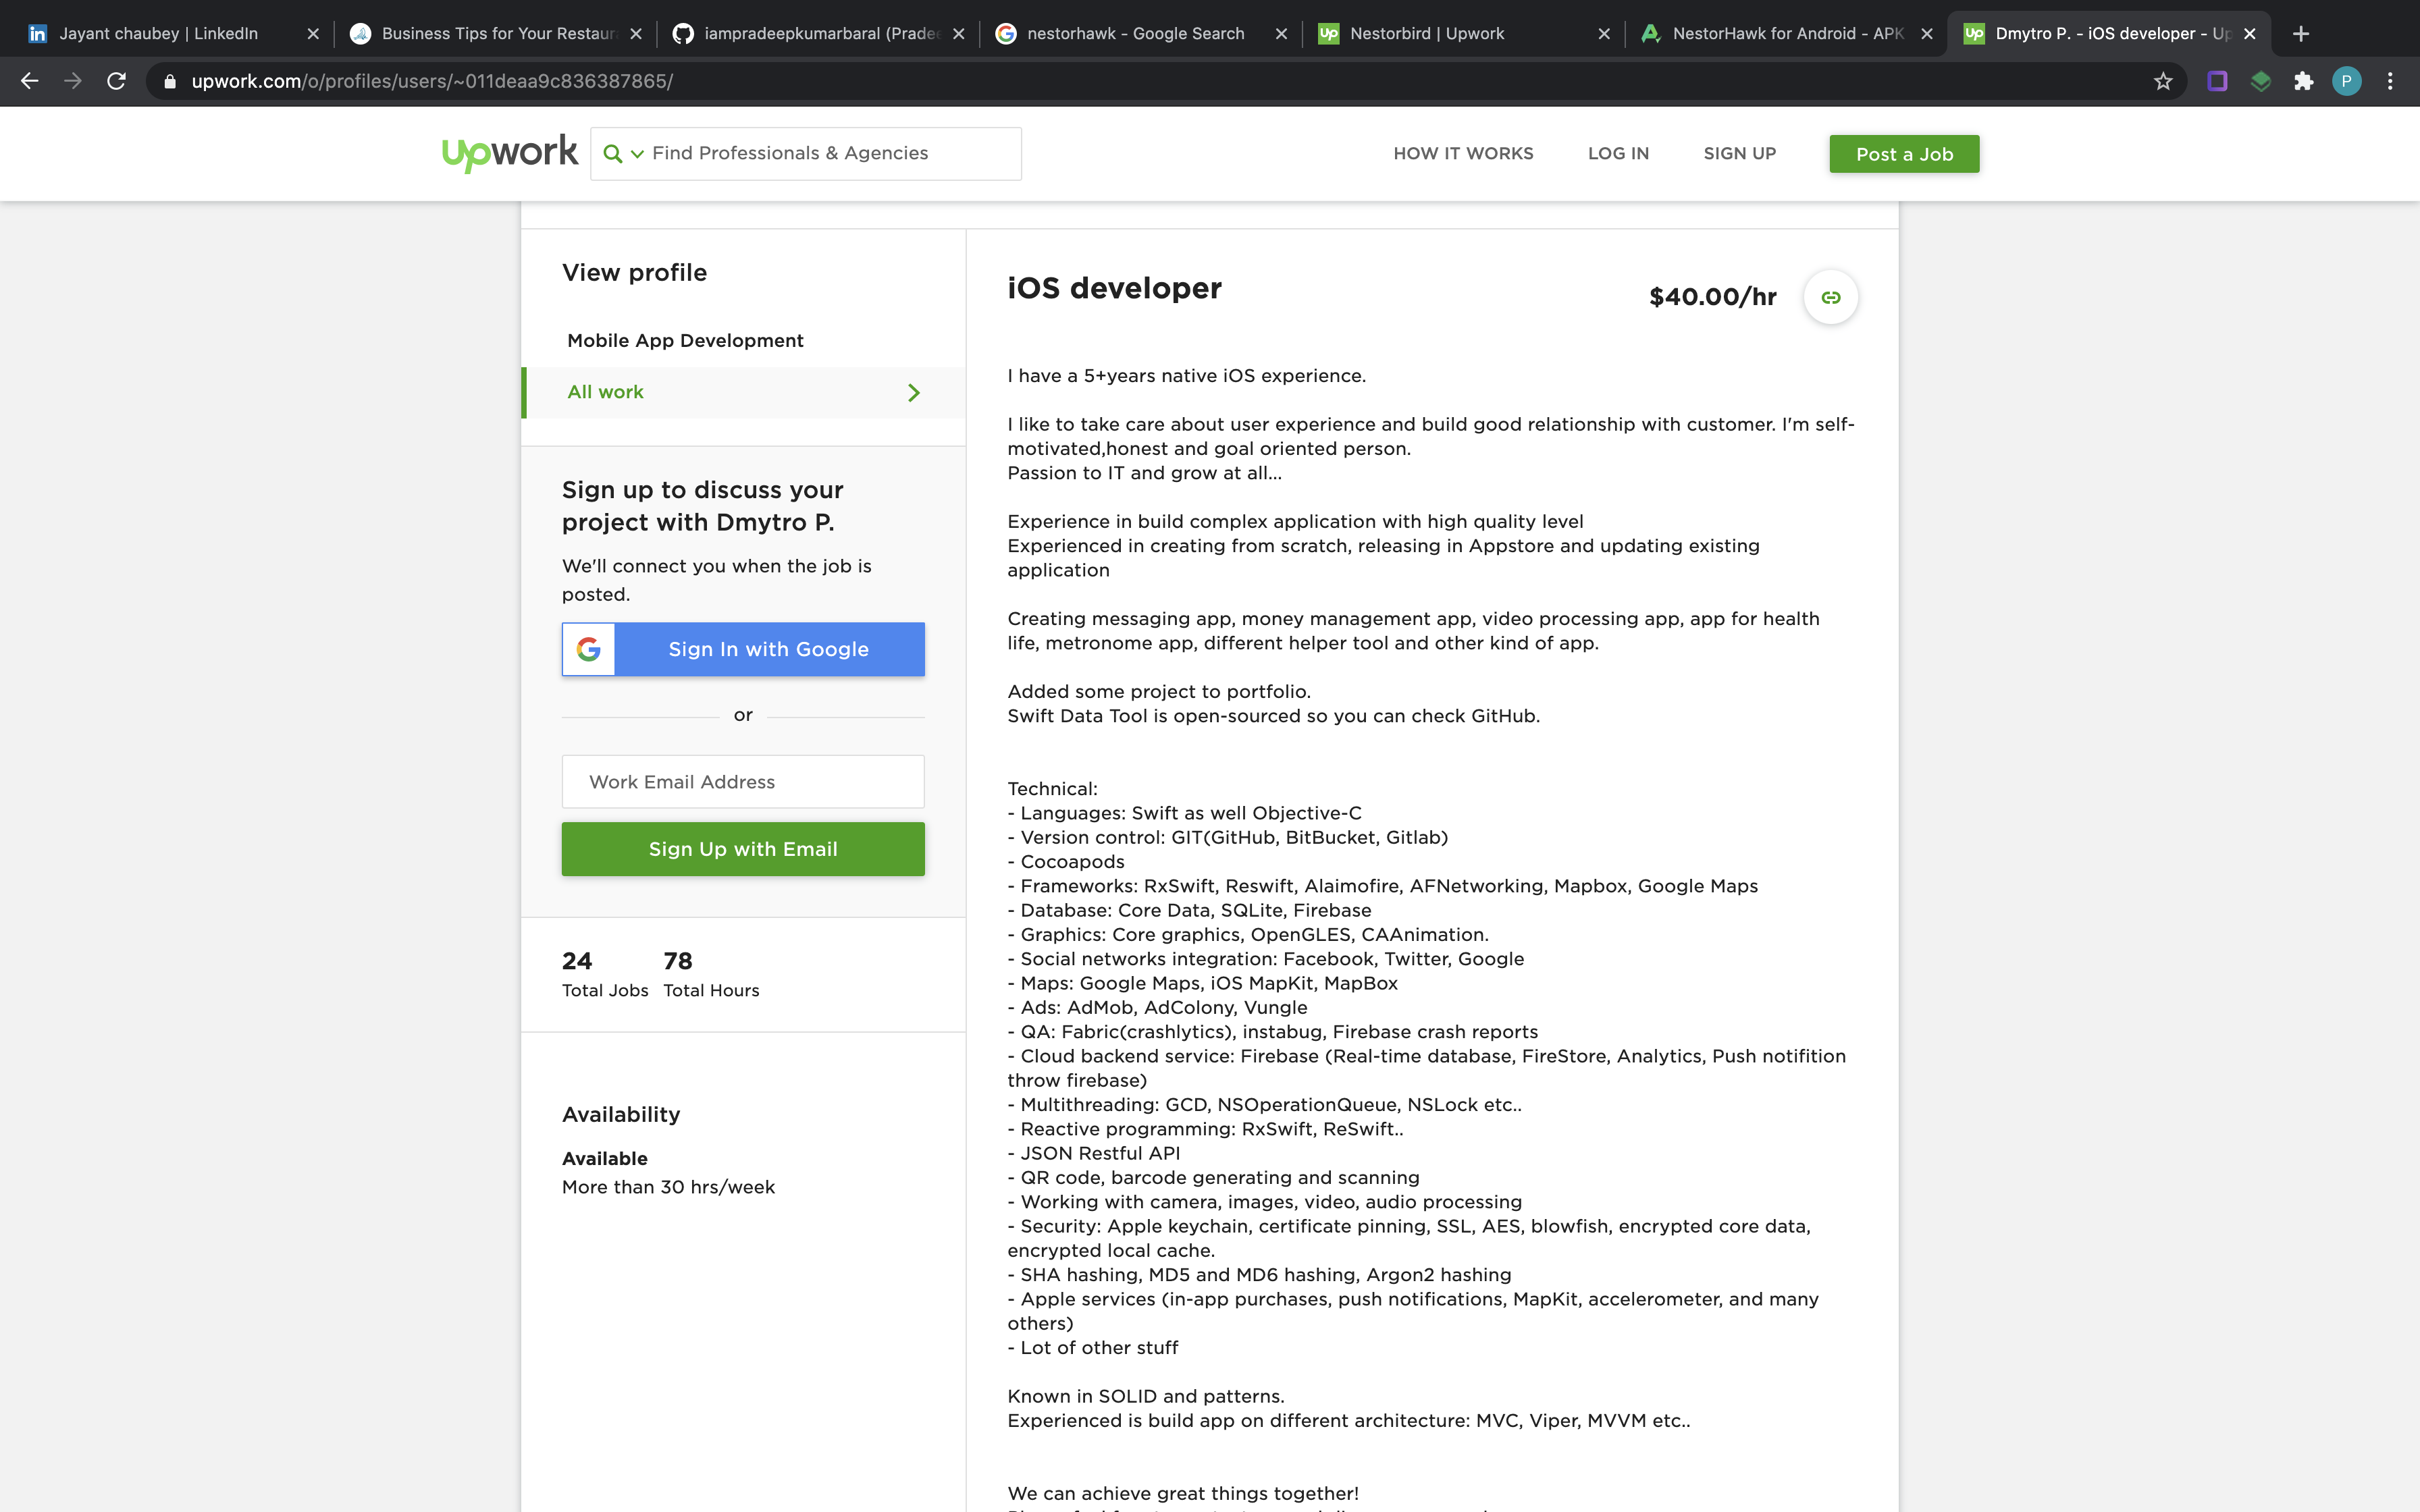 Jayant chaubey | LinkedIn
Business Tips for Your Restaur
iampradeepkumarbaral (Prade
nestorhawk - Google Search
Nestorbird | Upwork
NestorHawk for Android - APK
Dmytro P. - iOS developer - Up
upwork.com/o/profiles/users/~011deaa9c836387865/
P
upwork
Find Professionals & Agencies
HOW IT WORKS
LOG IN
SIGN UP
Post a Job
View profile
Mobile App Development
All work
Sign up to discuss your
project with Dmytro P.
We'll connect you when the job is
posted.
Sign In with Google
or
Work Email Address
Sign Up with Email
24 78
Total Jobs Total Hours
Availability
Available
More than 30 hrs/week
iOS developer
$40.00/hr
I have a 5+years native iOS experience.
I like to take care about user experience and build good relationship with customer. I'm self-
motivated,honest and goal oriented person.
Passion to IT and grow at all...
Experience in build complex application with high quality level
Experienced in creating from scratch, releasing in Appstore and updating existing
application
Creating messaging app, money management app, video processing app, app for health
life, metronome app, different helper tool and other kind of app.
Added some project to portfolio.
Swift Data Tool is open-sourced so you can check GitHub.
Technical:
- Languages: Swift as well Objective-C
- Version control: GIT(GitHub, BitBucket, Gitlab)
- Cocoapods
- Frameworks: RxSwift, Reswift, Alaimofire, AFNetworking, Mapbox, Google Maps
- Database: Core Data, SQLite, Firebase
- Graphics: Core graphics, OpenGLES, CAAnimation.
- Social networks integration: Facebook, Twitter, Google
- Maps: Google Maps, iOS MapKit, MapBox
- Ads: AdMob, AdColony, Vungle
- QA: Fabric(crashlytics), instabug, Firebase crash reports
- Cloud backend service: Firebase (Real-time database, FireStore, Analytics, Push notifition
throw firebase)
- Multithreading: GCD, NSOperationQueue, NSLock etc..
- Reactive programming: RxSwift, ReSwift..
- JSON Restful API
- QR code, barcode generating and scanning
- Working with camera, images, video, audio processing
- Security: Apple keychain, certificate pinning, SSL, AES, blowfish, encrypted core data,
encrypted local cache.
- SHA hashing, MD5 and MD6 hashing, Argon2 hashing
- Apple services (in-app purchases, push notifications, MapKit, accelerometer, and many
others)
- Lot of other stuff
Known in SOLID and patterns.
Experienced is build app on different architecture: MVC, Viper, MVVM etc..
We can achieve great things together!